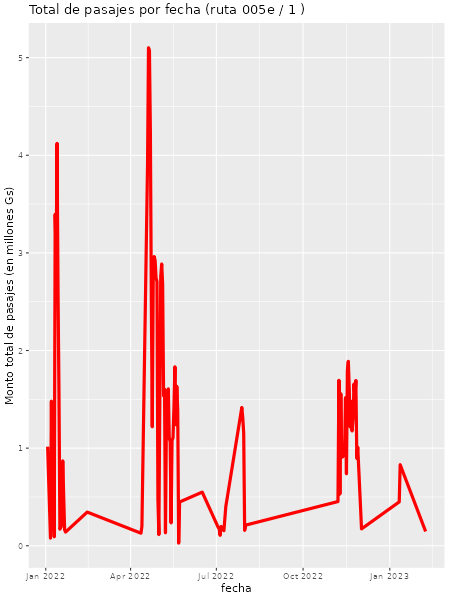 Total de pasajes por fecha (ruta 005e / 1 )
Monto total de pasajes (en millones Gs)
5
4
3
2
1
0
Jan 2022
Apr 2022
Jul 2022
Oct 2022
Jan 2023
fecha